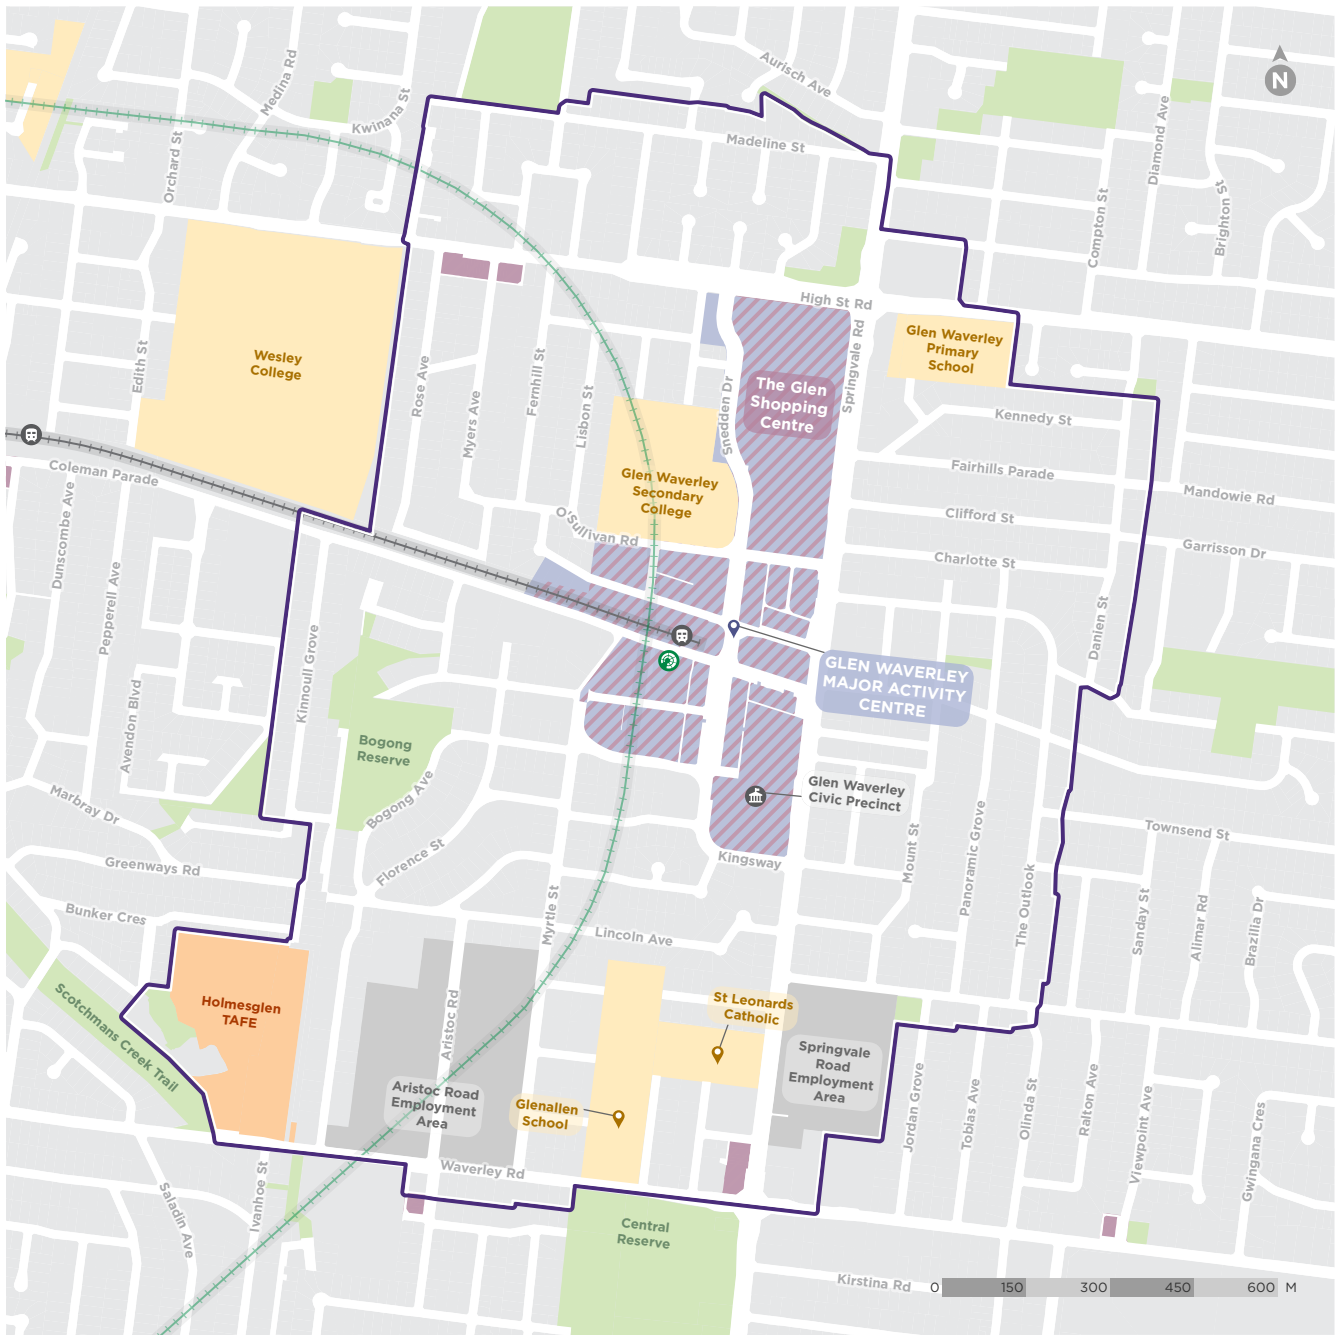 N
Aurisch Ave
Medina Rd
Kwinana St
Orchard St
Madeline St
Diamond Ave
Compton St
Brighton St
High St Rd
Springvale Rd
Glen Waverley
Primary
School
Wesley
College
Edith St
Rose Ave
Myers Ave
Fernhill St
Lisbon St
Snedden Dr
The Glen
Shopping
Centre
Kennedy St
Fairhills Parade
Mandowie Rd
Clifford St
Garrisson Dr
Charlotte St
Coleman Parade
Glen Waverley
Secondary
College
O'Sullivan Rd
Dunscombe Ave
Pepperell Ave
Avendon Blvd
Kinnoull Grove
Danien St
GLEN WAVERLEY
MAJOR ACTIVITY
CENTRE
Bogong
Reserve
Bogong Ave
Glen Waverley
Civic Precinct
Marbray Dr
Greenways Rd
Florence St
Kingsway
Mount St
Panoramic Grove
The Outlook
Townsend St
Bunker Cres
Myrtle St
Lincoln Ave
Sanday St
Alimar Rd
Brazilia Dr
Scotchmans Creek Trail
Holmesglen
TAFE
Aristoc Rd
St Leonards
Catholic
Springvale
Road
Employment
Area
Aristoc Road
Employment
Area
Glenallen
School
Jordan Grove
Tobias Ave
Olinda St
Ralton Ave
Viewpoint Ave
Gwingana Cres
Waverley Rd
Saladin Ave
Ivanhoe St
Central
Reserve
Kirstina Rd
0 150 300 450 600 M